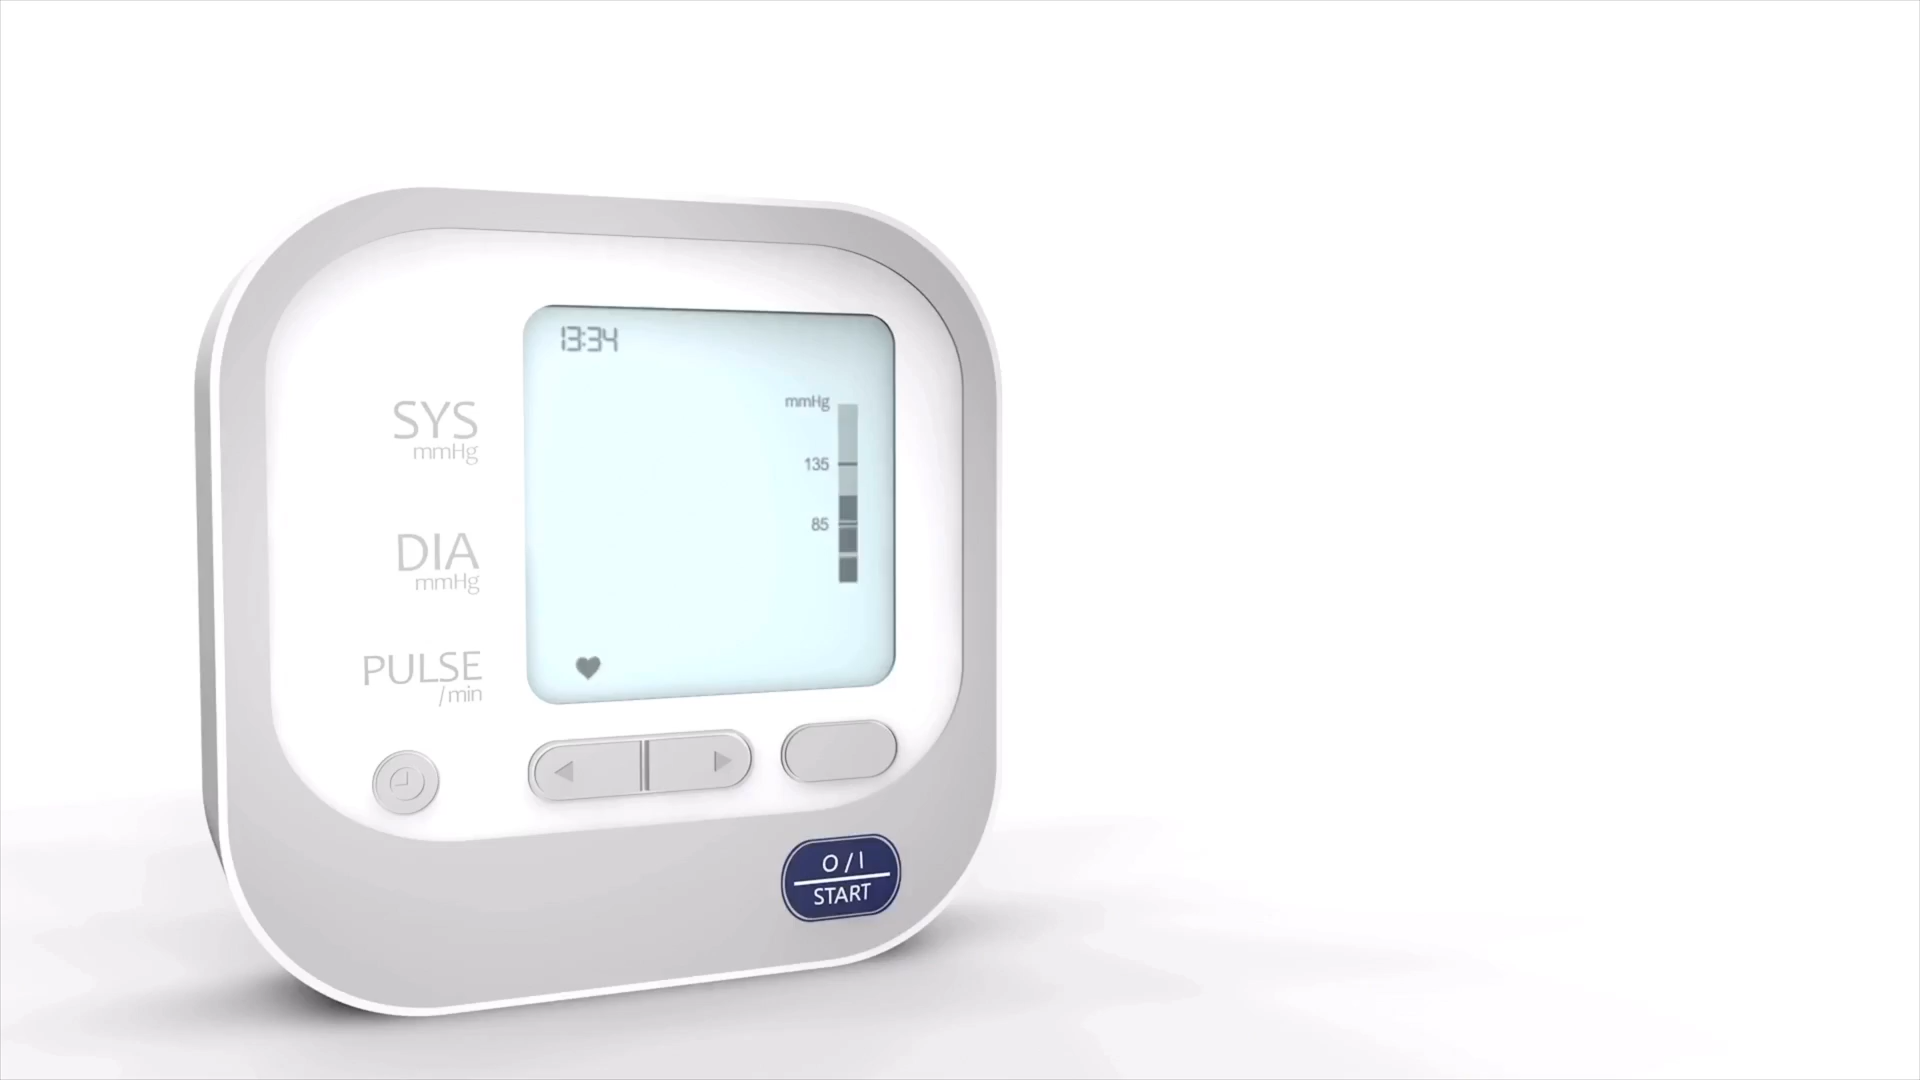 13:34
mmHg
135
85
SYS
mmHg
DIA
mmHg
PULSE
/min
O/I
START